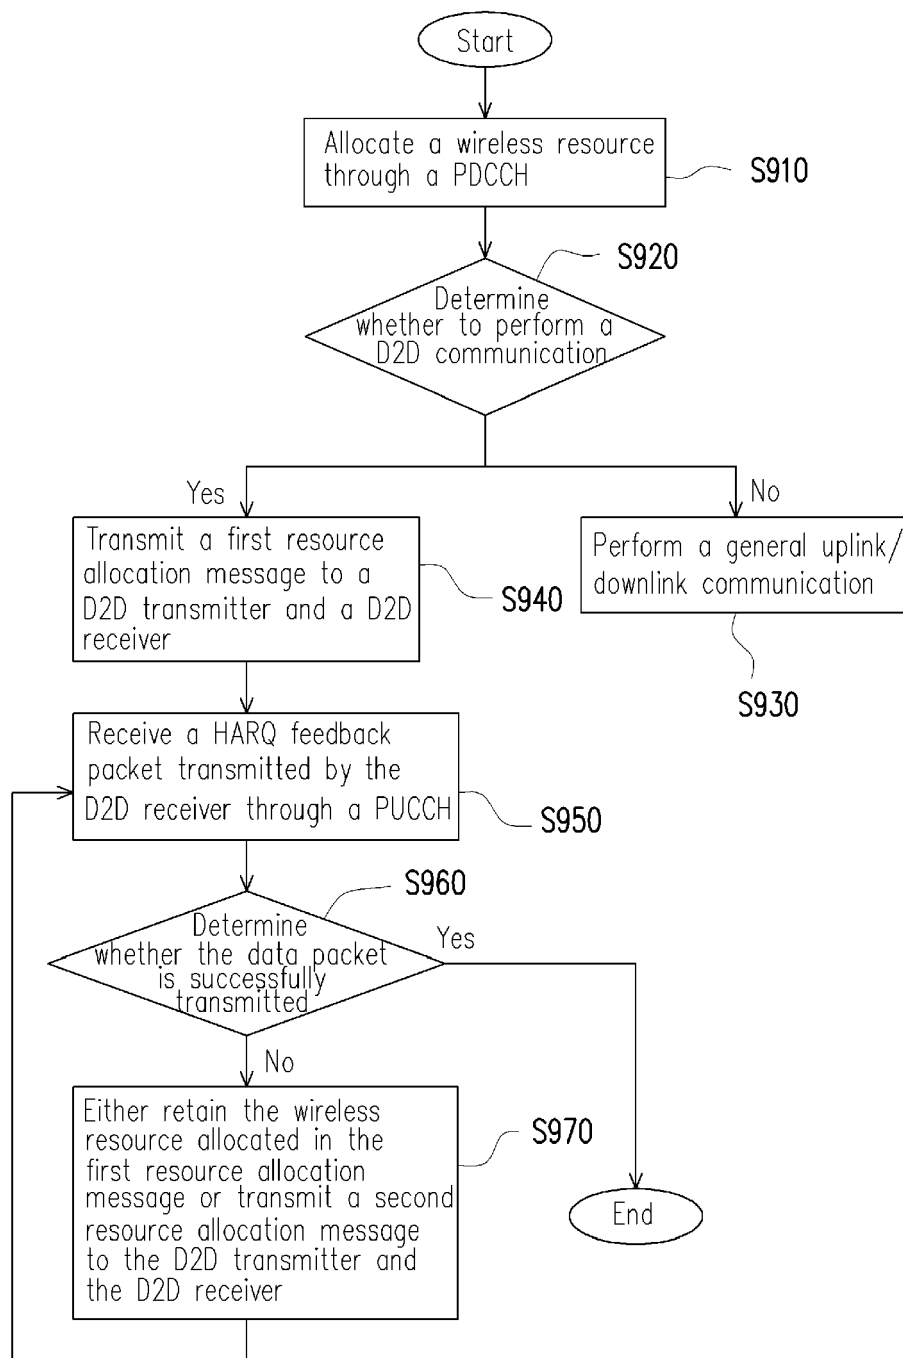 Start
Allocate a wireless resource
through a PDCCH
S910
S920
Determine
whether to perform a
D2D communication
Yes
No
Transmit a first resource
allocation message to a
D2D transmitter and a D2D
receiver
S940
Perform a general uplink/
downlink communication
S930
Receive a HARQ feedback
packet transmitted by the
D2D receiver through a PUCCH
S950
S960
Determine
whether the data packet
is successfully
transmitted
Yes
No
Either retain the wireless
resource allocated in the
first resource allocation
message or transmit a second
resource allocation message
to the D2D transmitter and
the D2D receiver
S970
End